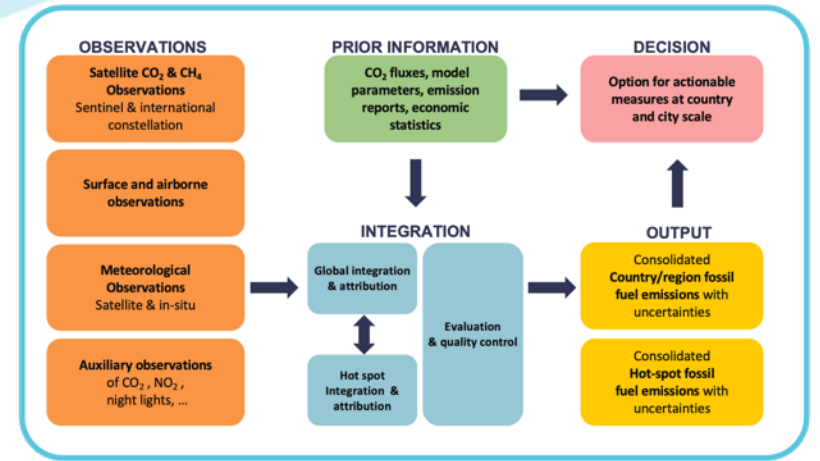 OBSERVATIONS
Satellite CO₂ & CH₄
Observations
Sentinel & international
constellation
Surface and airborne
observations
Meteorological
Observations
Satellite & in-situ
Auxiliary observations
of CO₂ , NO₂ ,
night lights, ...
PRIOR INFORMATION
CO₂ fluxes, model
parameters, emission
reports, economic
statistics
INTEGRATION
Global integration
& attribution
Hot spot
Integration &
attribution
Evaluation
& quality control
DECISION
Option for actionable
measures at country
and city scale
OUTPUT
Consolidated
Country/region fossil
fuel emissions with
uncertainties
Consolidated
Hot-spot fossil
fuel emissions with
uncertainties